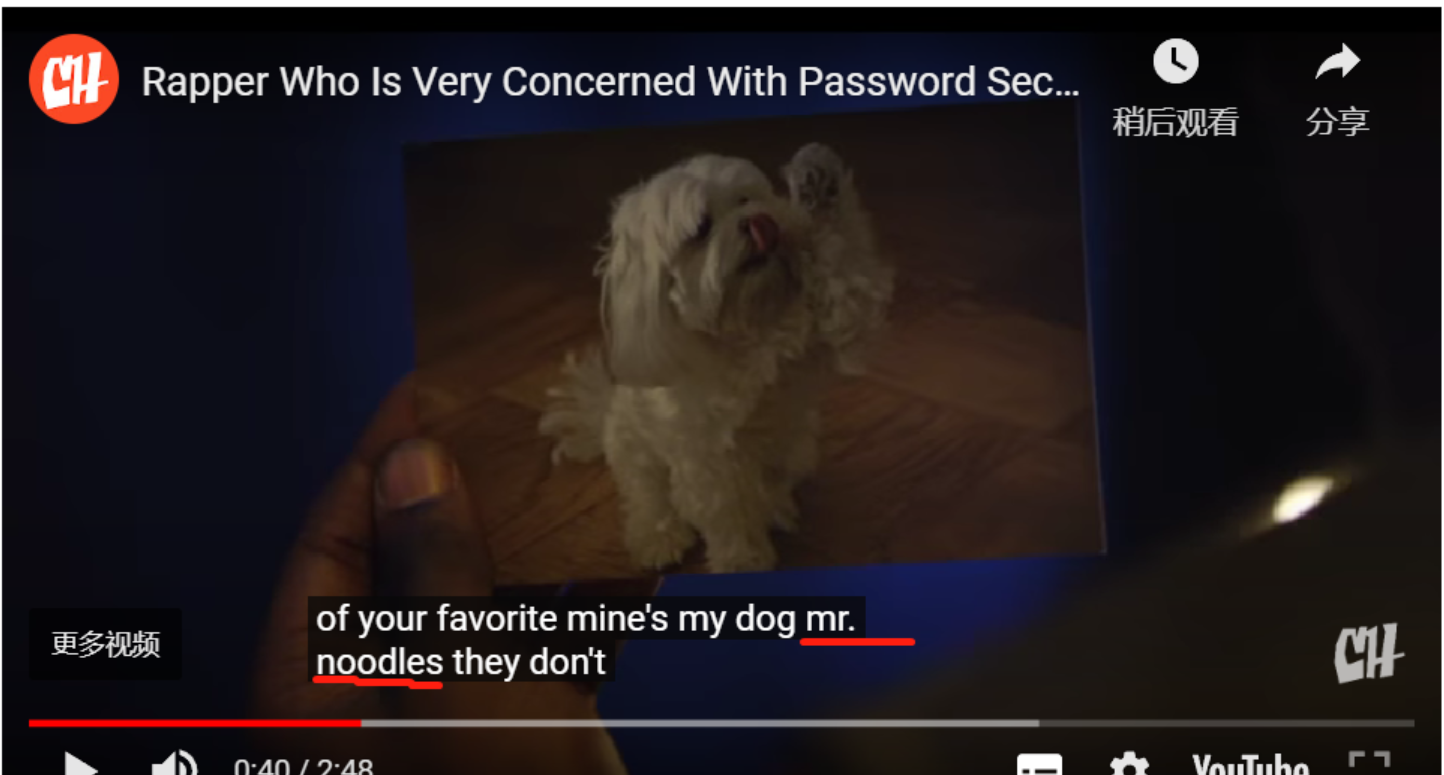 CH
Rapper Who Is Very Concerned With Password Sec...
稍后观看
分享
of your favorite mine's my dog mr.
noodles they don't
更多视频
CH
0:40 / 2:48
YouTube